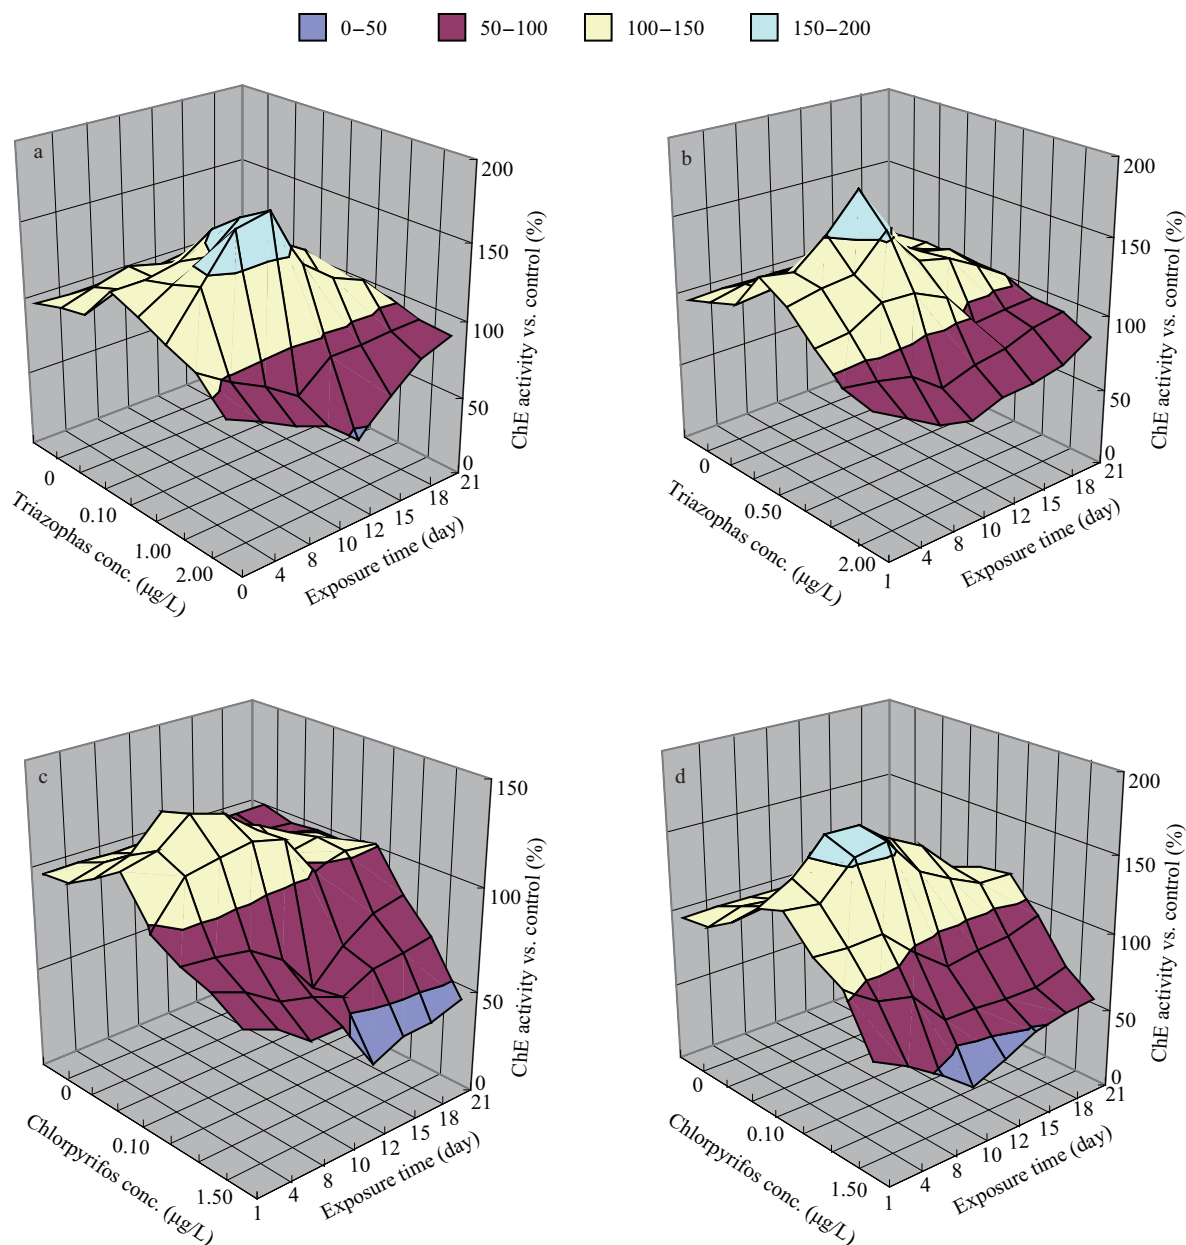 0−50 50−100 100−150 150−200
a
200
150
100
50
0
ChE activity vs. control (%)
0
0.10
1.00
2.00
Triazophas conc. (µg/L)
0 4 8 10 12 15 18 21
Exposure time (day)
b
200
150
100
50
0
ChE activity vs. control (%)
0
0.50
2.00
Triazophas conc. (µg/L)
1 4 8 10 12 15 18 21
Exposure time (day)
c
150
100
50
0
ChE activity vs. control (%)
0
0.10
1.50
Chlorpyrifos conc. (µg/L)
1 4 8 10 12 15 18 21
Exposure time (day)
d
200
150
100
50
0
ChE activity vs. control (%)
0
0.10
1.50
Chlorpyrifos conc. (µg/L)
1 4 8 10 12 15 18 21
Exposure time (day)